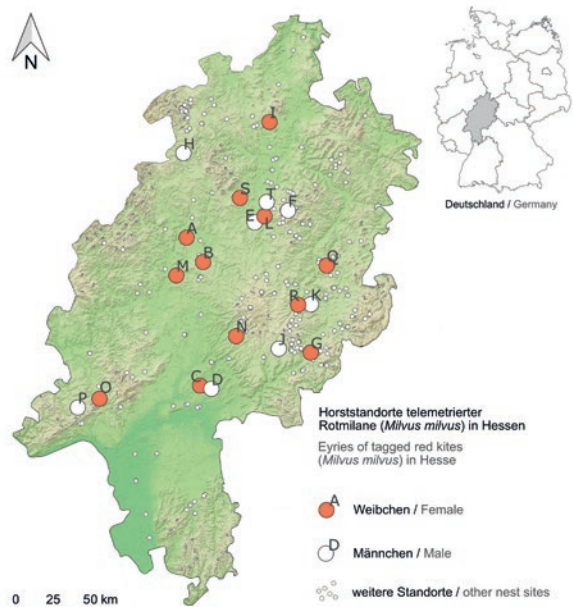 N
Deutschland / Germany
I
H
S
T
F
E
L
A
B
M
Q
R
K
N
J
G
C
D
O
P
Horststandorte telemetrierter
Rotmilane (Milvus milvus) in Hessen
Eyries of tagged red kites
(Milvus milvus) in Hesse
A
Weibchen / Female
D
Männchen / Male
weitere Standorte / other nest sites
0 25 50 km